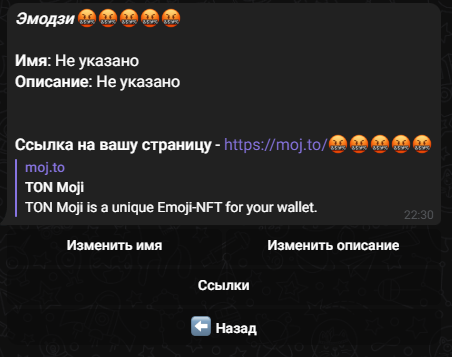 Эмодзи 🤬🤬🤬🤬🤬
Имя: Не указано
Описание: Не указано
Ссылка на вашу страницу - https://moj.to/🤬🤬🤬🤬🤬
moj.to
TON Moji
TON Moji is a unique Emoji-NFT for your wallet.
22:30
Изменить имя
Изменить описание
Ссылки
⬅️ Назад